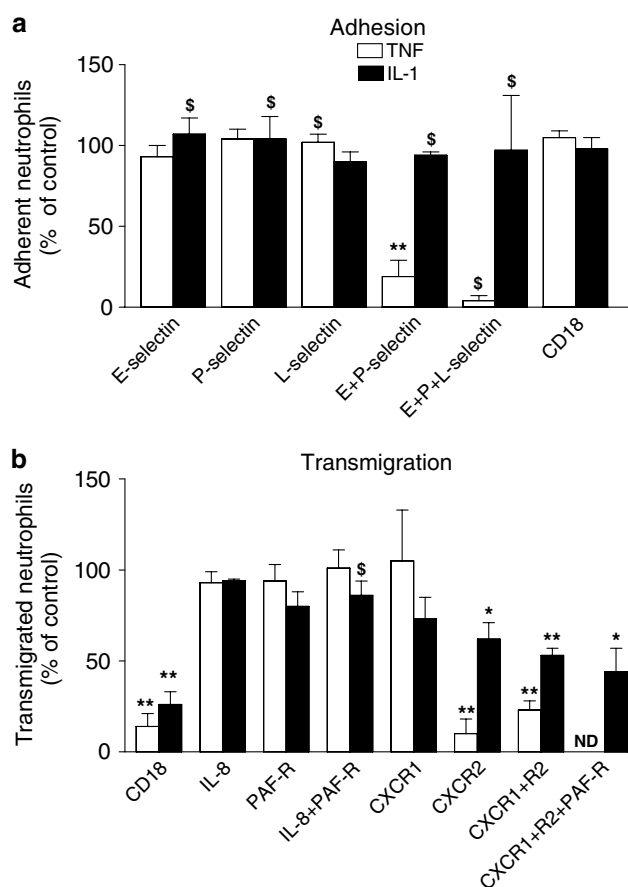 a
Adhesion
TNF
IL-1
Adherent neutrophils
(% of control)
150
100
50
0
$
$
$
**
$
$
$
E-selectin
P-selectin
L-selectin
E+P-selectin
E+P+L-selectin
CD18
b
Transmigration
Transmigrated neutrophils
(% of control)
150
100
50
0
**
**
$
**
*
**
**
ND
*
CD18
IL-8
PAF-R
IL-8+PAF-R
CXCR1
CXCR2
CXCR1+R2
CXCR1+R2+PAF-R